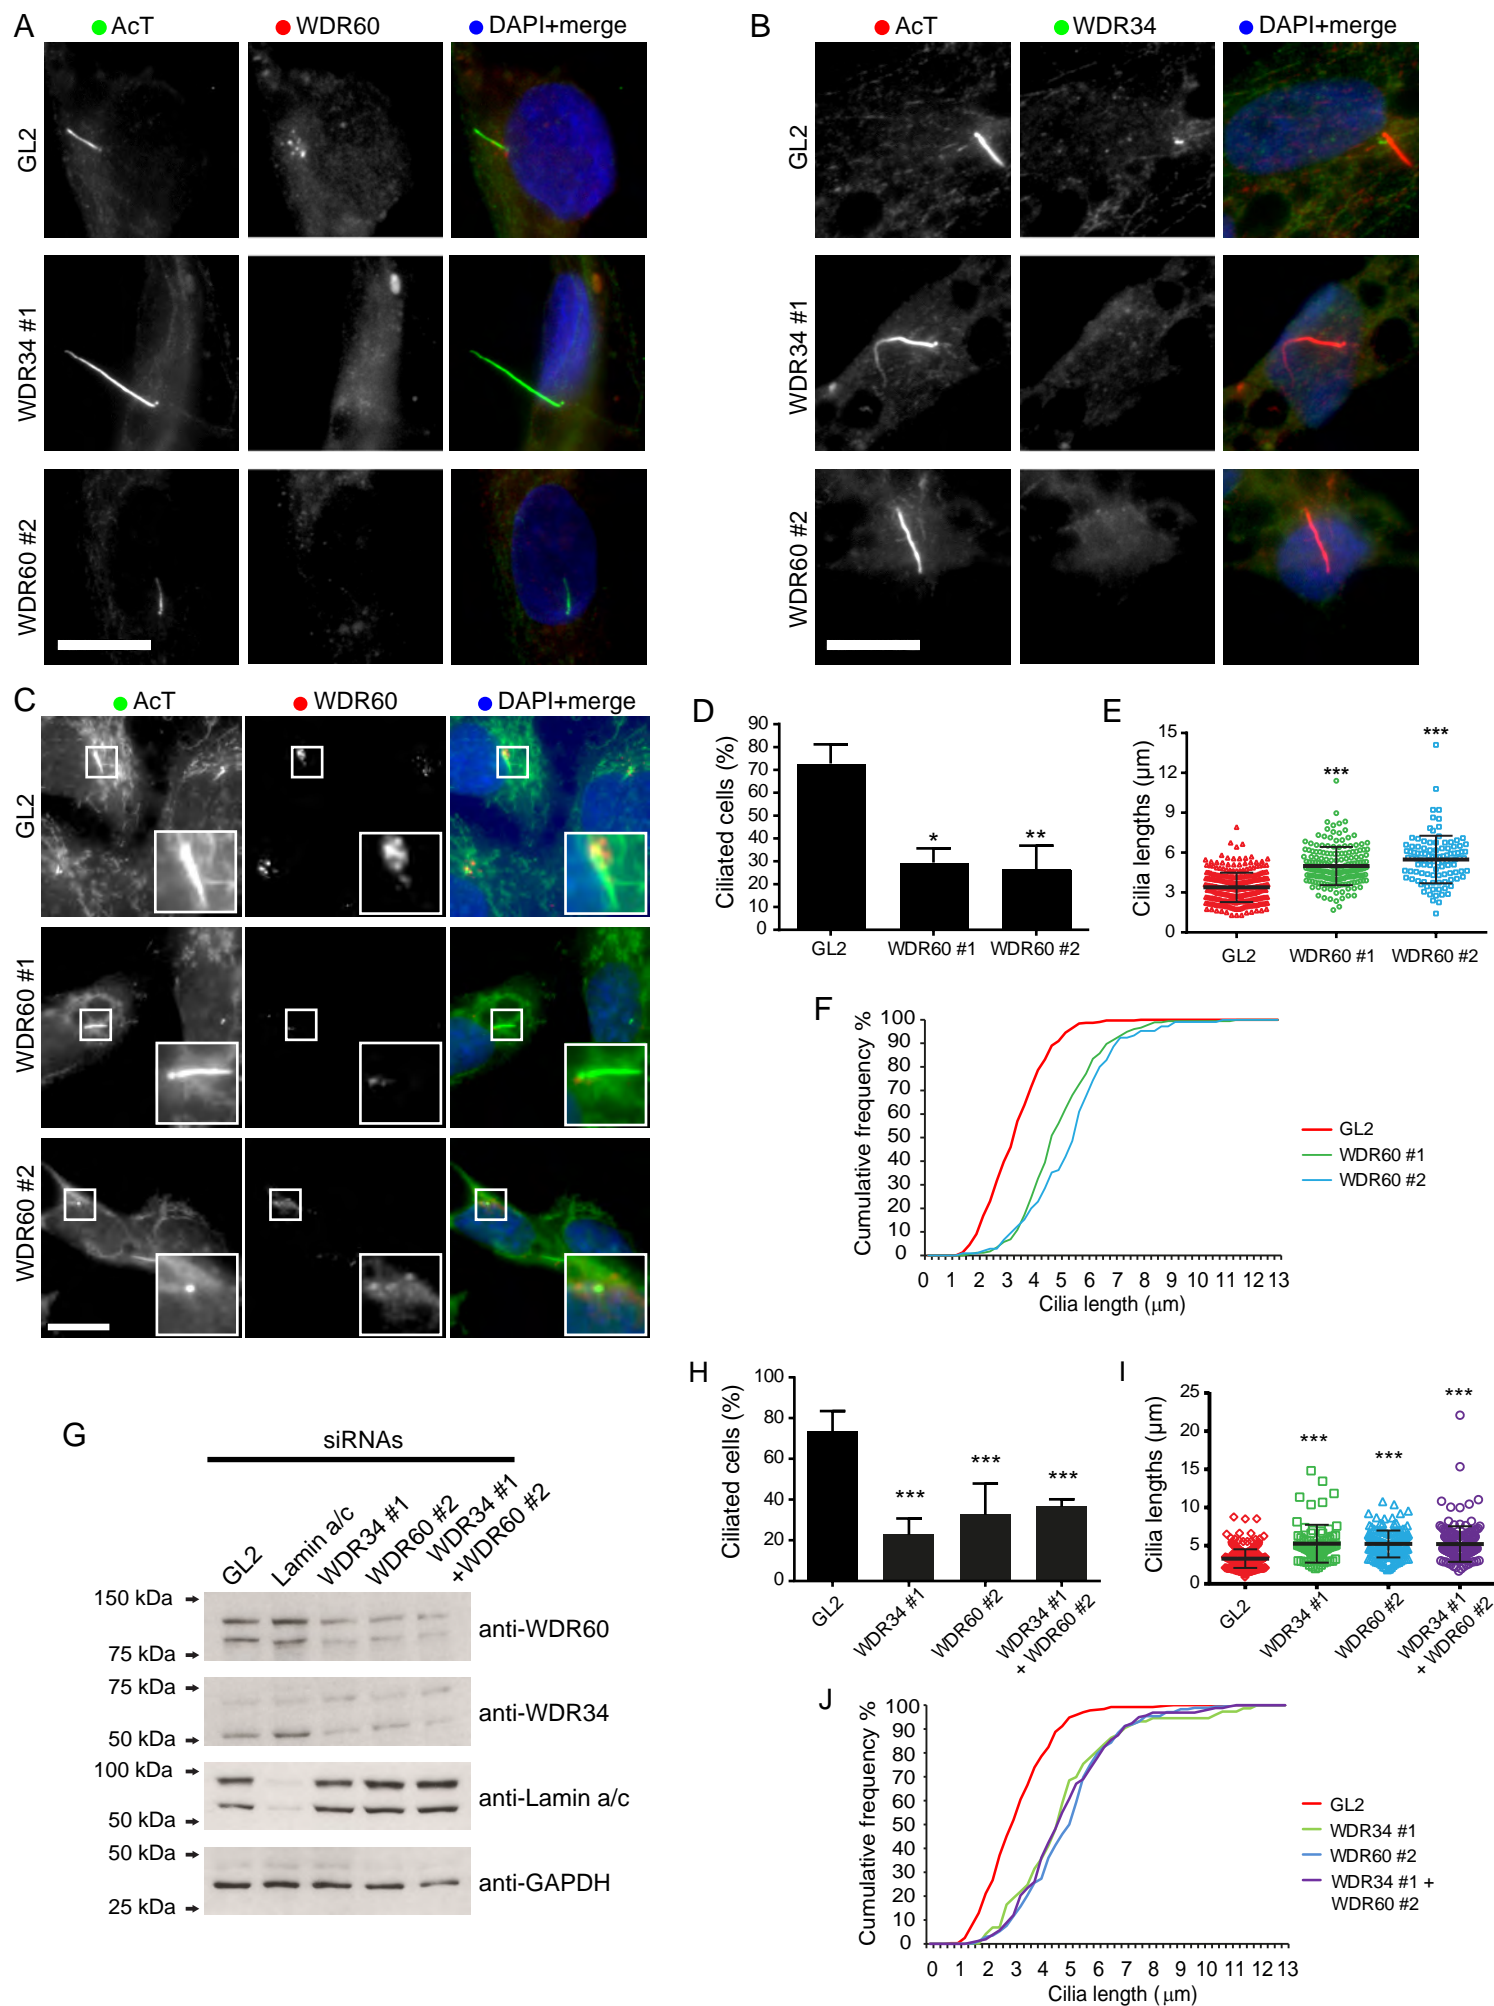 A
AcT
WDR60
DAPI+merge
GL2
WDR34 #1
WDR60 #2
B
AcT
WDR34
DAPI+merge
GL2
WDR34 #1
WDR60 #2
C
AcT
WDR60
DAPI+merge
GL2
WDR60 #1
WDR60 #2
D
Ciliated cells (%)
90
80
70
60
50
40
30
20
10
0
*
**
GL2
WDR60 #1
WDR60 #2
E
Cilia lengths (μm)
15
12
9
6
3
0
***
***
GL2
WDR60 #1
WDR60 #2
F
Cumulative frequency %
100
90
80
70
60
50
40
30
20
10
0
0 1 2 3 4 5 6 7 8 9 10 11 12 13
Cilia length (μm)
GL2
WDR60 #1
WDR60 #2
G
siRNAs
GL2
Lamin a/c
WDR34 #1
WDR60 #2
WDR34 #1
+WDR60 #2
150 kDa
75 kDa
anti-WDR60
75 kDa
50 kDa
anti-WDR34
100 kDa
50 kDa
anti-Lamin a/c
50 kDa
25 kDa
anti-GAPDH
H
Ciliated cells (%)
100
80
60
40
20
0
***
***
***
GL2
WDR34 #1
WDR60 #2
WDR34 #1
+ WDR60 #2
I
Cilia lengths (μm)
25
20
15
10
5
0
***
***
***
GL2
WDR34 #1
WDR60 #2
WDR34 #1
+ WDR60 #2
J
Cumulative frequency %
100
90
80
70
60
50
40
30
20
10
0
0 1 2 3 4 5 6 7 8 9 10 11 12 13
Cilia length (μm)
GL2
WDR34 #1
WDR60 #2
WDR34 #1 +
WDR60 #2